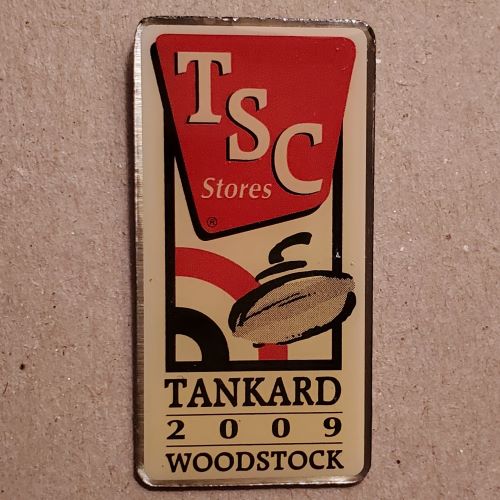 TSC
Stores
®
TANKARD
2009
WOODSTOCK